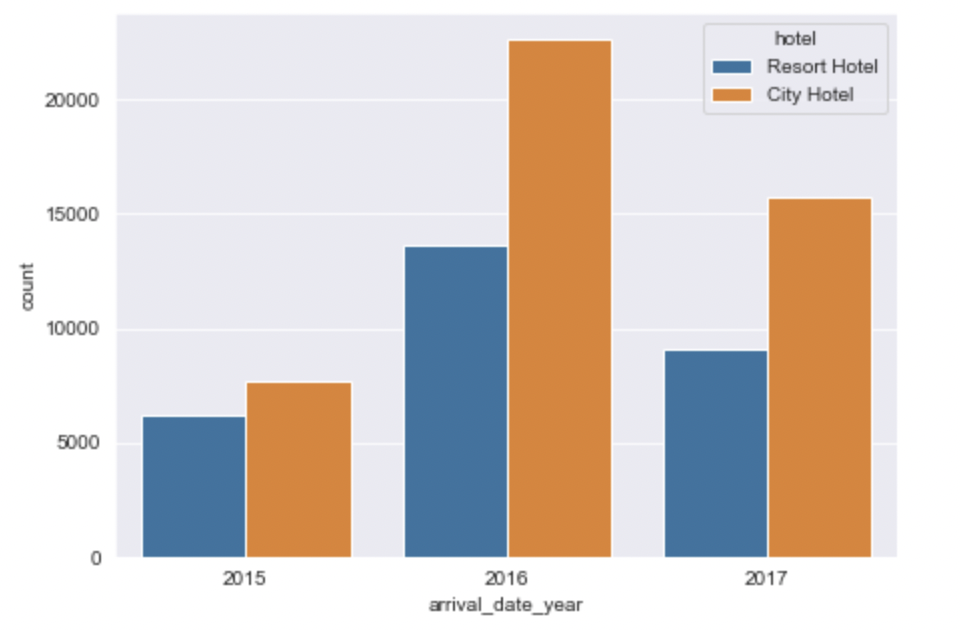 hotel
Resort Hotel
City Hotel
20000
15000
10000
5000
0
count
2015 2016 2017
arrival_date_year